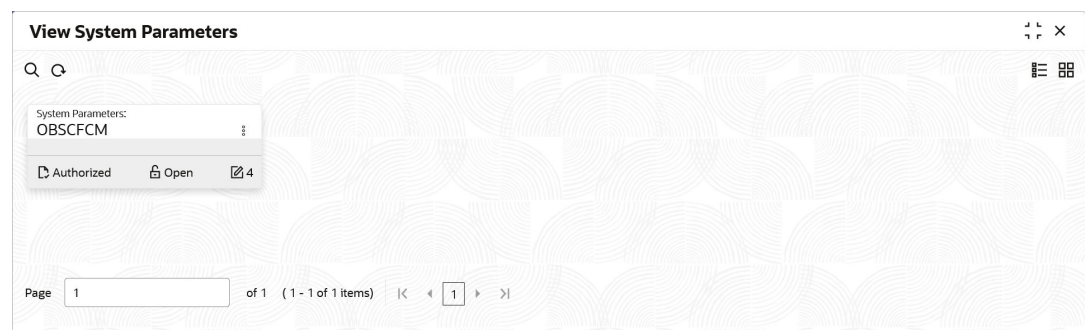 View System Parameters
System Parameters:
OBSCFCM
Authorized Open 4
Page 1 of 1 ( 1 - 1 of 1 items) 1